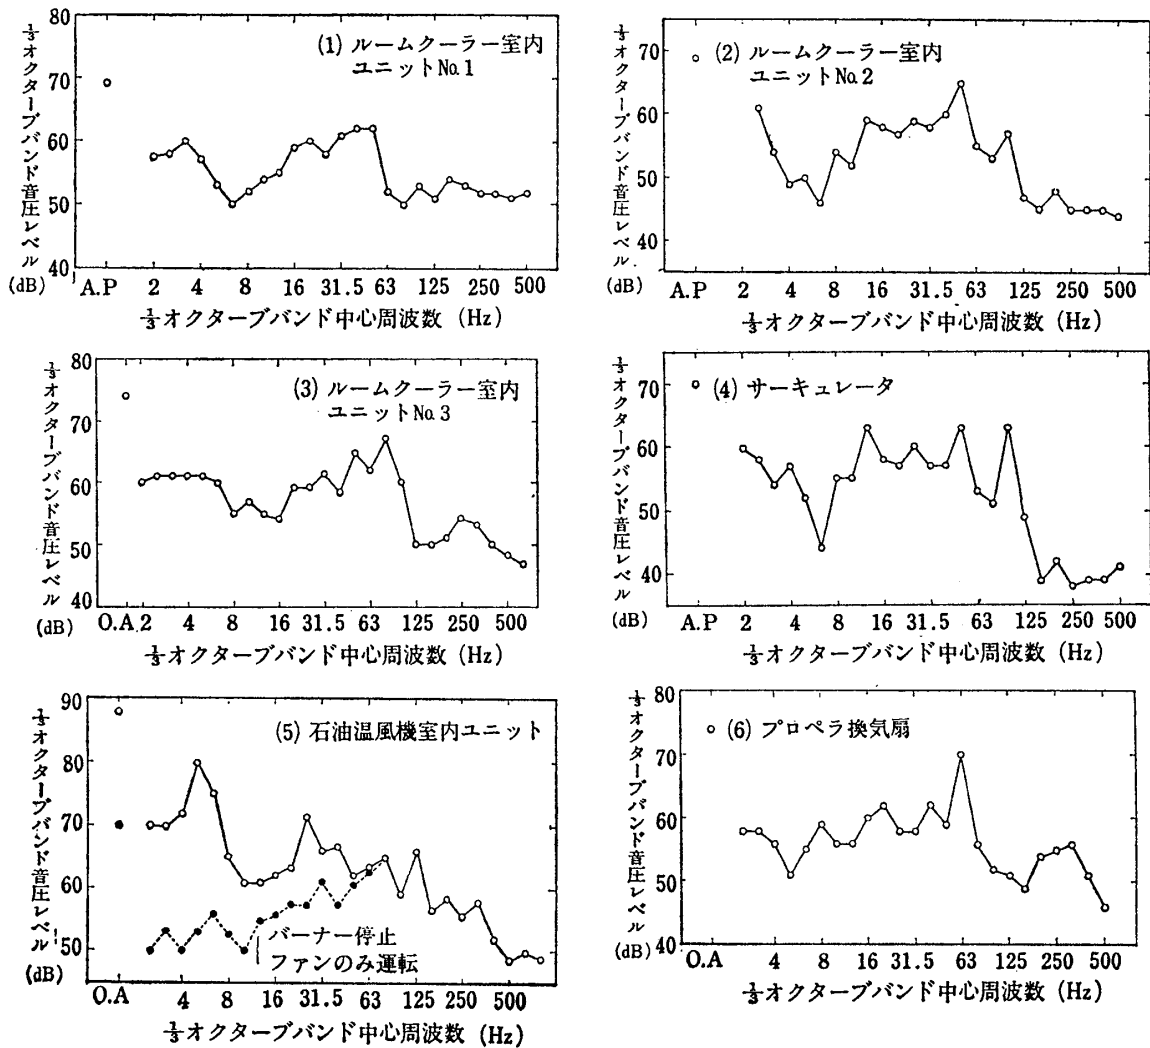 80
70
60
50
40
(dB)
1/3オクターブバンド音圧レベル
(1) ルームクーラー室内
ユニットNo.1
A.P 2 4 8 16 31.5 63 125 250 500
1/3オクターブバンド中心周波数 (Hz)
70
60
50
40
(dB)
1/3オクターブバンド音圧レベル
(2) ルームクーラー室内
ユニットNo.2
A.P 2 4 8 16 31.5 63 125 250 500
1/3オクターブバンド中心周波数 (Hz)
80
70
60
50
40
(dB)
1/3オクターブバンド音圧レベル
(3) ルームクーラー室内
ユニットNo.3
O.A 2 4 8 16 31.5 63 125 250 500
1/3オクターブバンド中心周波数 (Hz)
70
60
50
40
(dB)
1/3オクターブバンド音圧レベル
(4) サーキュレータ
A.P 2 4 8 16 31.5 63 125 250 500
1/3オクターブバンド中心周波数 (Hz)
90
80
70
60
50
(dB)
1/3オクターブバンド音圧レベル
(5) 石油温風機室内ユニット
バーナー停止
ファンのみ運転
O.A 4 8 16 31.5 63 125 250 500
1/3オクターブバンド中心周波数 (Hz)
80
70
60
50
40
(dB)
1/3オクターブバンド音圧レベル
(6) プロペラ換気扇
O.A 4 8 16 31.5 63 125 250 500
1/3オクターブバンド中心周波数 (Hz)